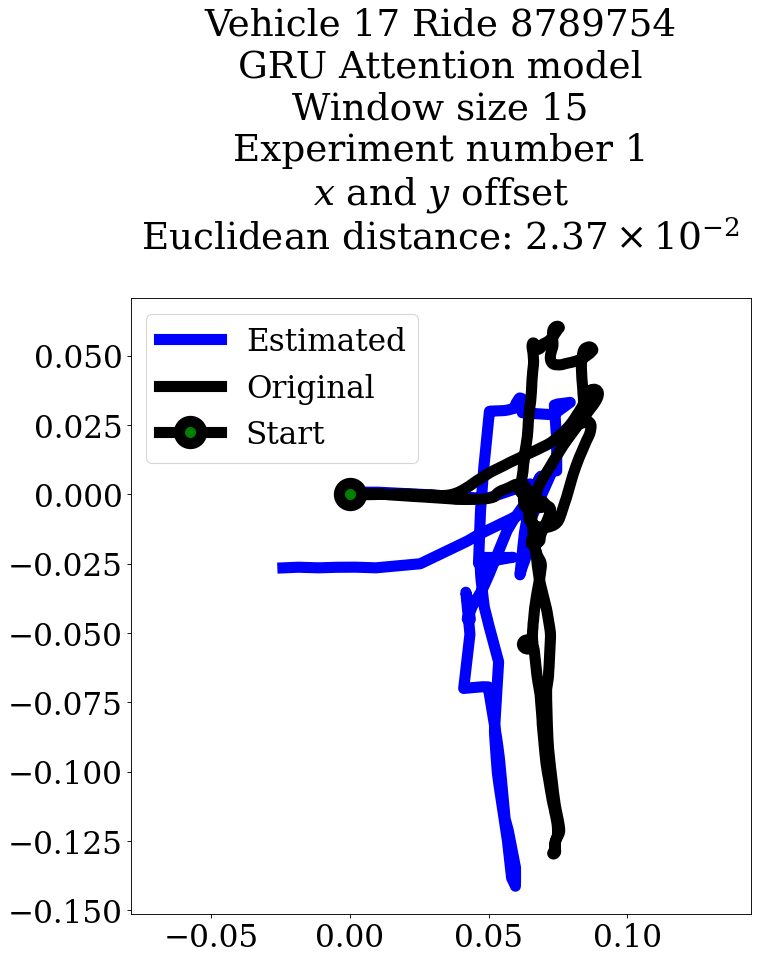 Vehicle 17 Ride 8789754
GRU Attention model
Window size 15
Experiment number 1
x and y offset
Euclidean distance: 2.37 × 10⁻²
Estimated
Original
Start
0.050
0.025
0.000
−0.025
−0.050
−0.075
−0.100
−0.125
−0.150
−0.05 0.00 0.05 0.10